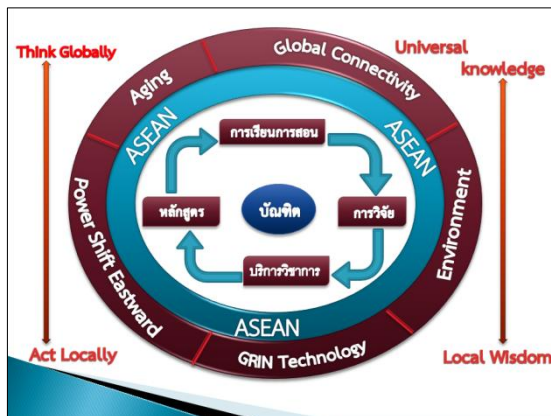 Think Globally
Global Connectivity
Universal
knowledge
Aging
ASEAN
ASEAN
การเรียนการสอน
หลักสูตร
บัณฑิต
การวิจัย
บริการวิชาการ
Power Shift Eastward
Environment
ASEAN
GRIN Technology
Act Locally
Local Wisdom